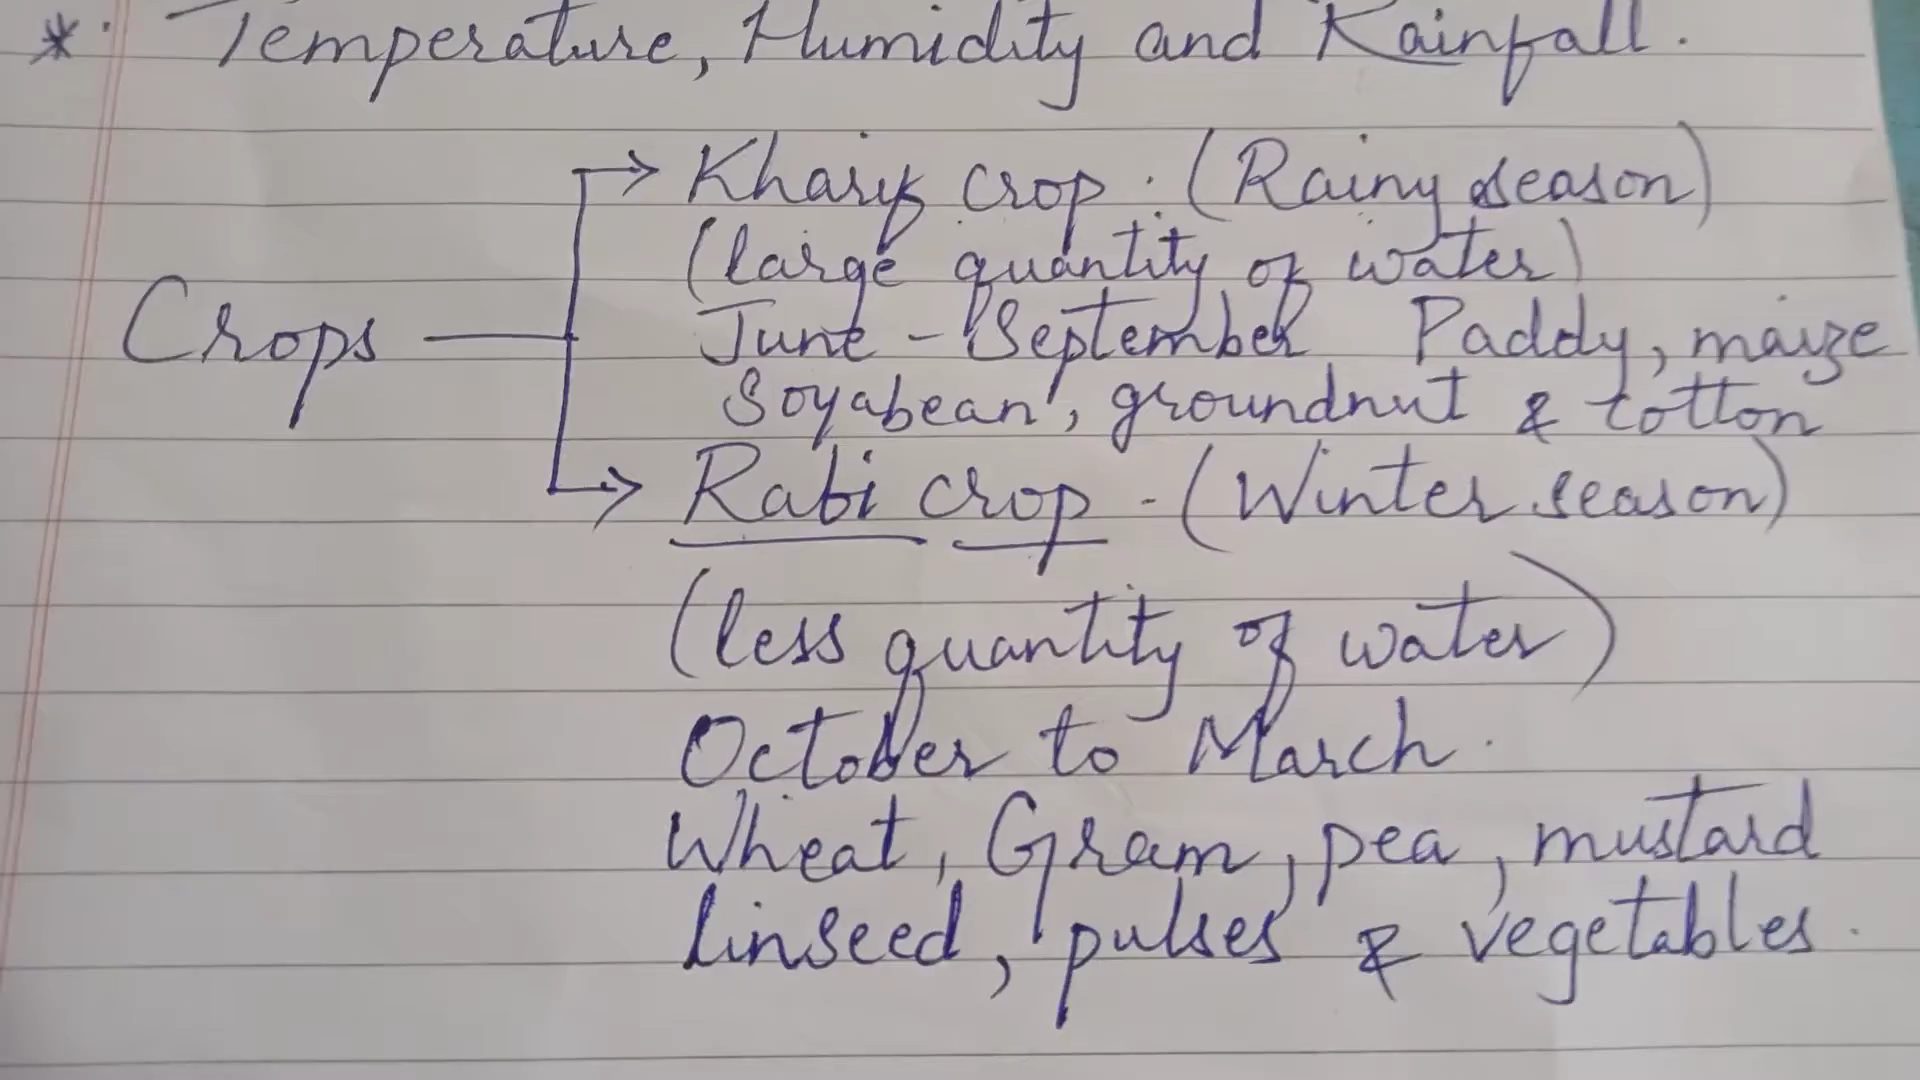 * Temperature, Humidity and Rainfall.
Kharif crop. (Rainy season)
(large quantity of water)
Crops
June - September Paddy, maize
Soyabean, groundnut & cotton
Rabi crop - (Winter season)
(less quantity of water)
October to March.
Wheat, Gram, pea, mustard
linseed, pulses & vegetables.